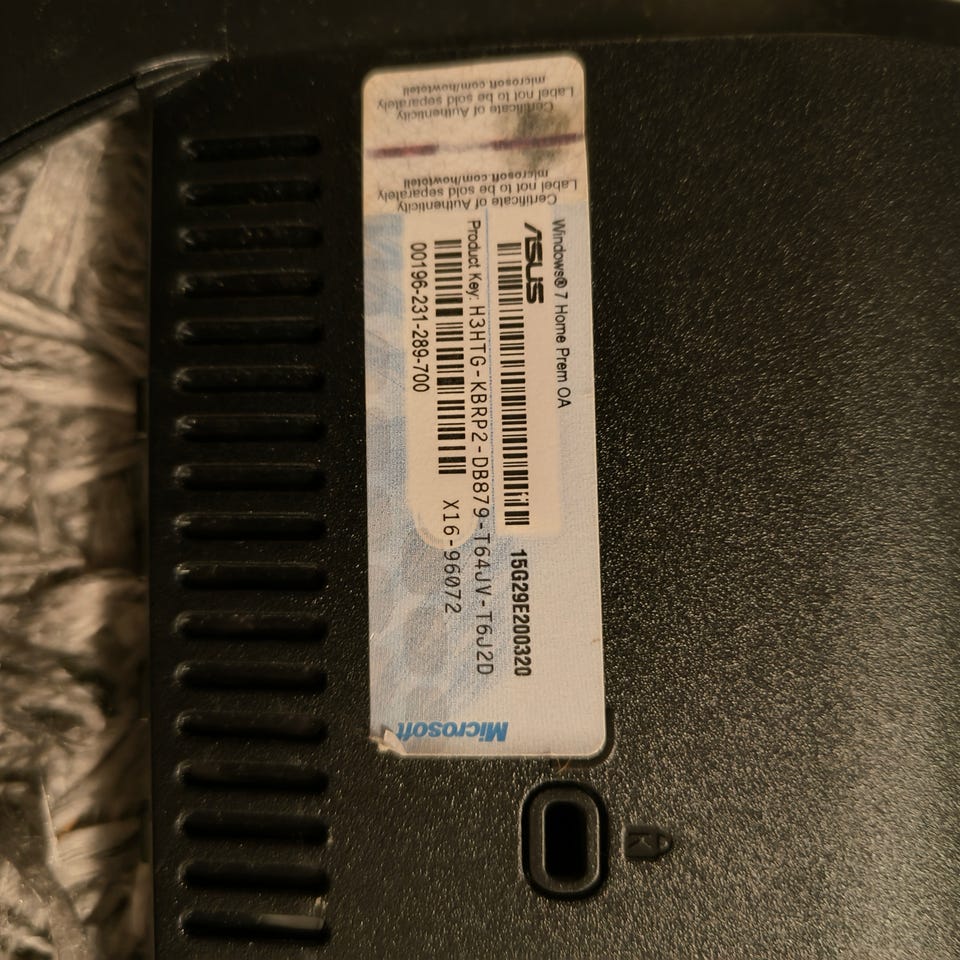 Certificate of Authenticity
Label not to be sold separately
microsoft.com/howtotell
Certificate of Authenticity
Label not to be sold separately
microsoft.com/howtotell
Windows® 7 Home Prem OA
ASUS
15G29E200320
Product Key: H3HTG-KBRP2-DB879-T64JV-T6J2D
X16-96072
00196-231-289-700
Microsoft
K